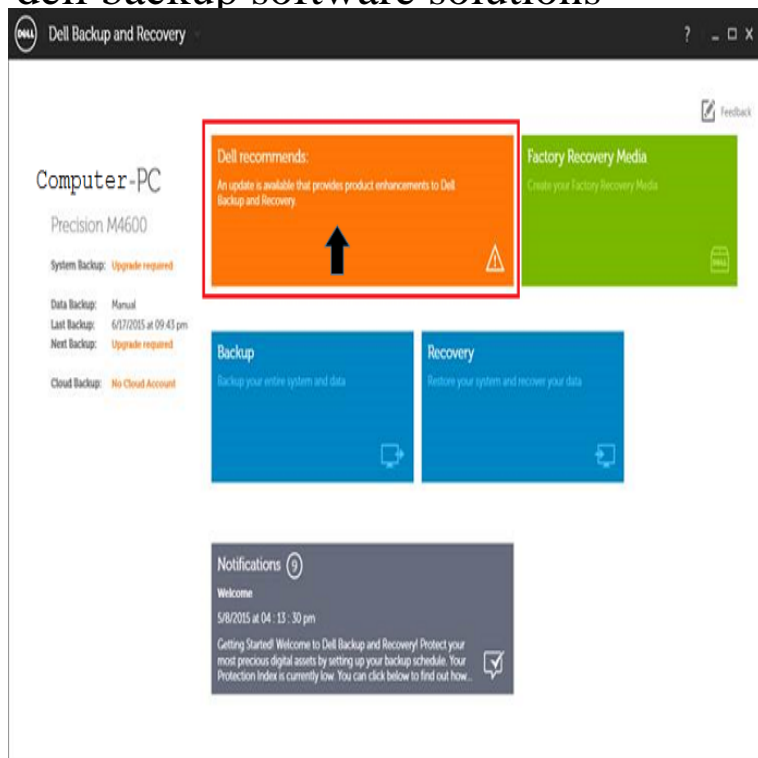 dell backup software solutions
DELL Dell Backup and Recovery ?
Feedback
Computer-PC
Precision M4600
System Backup: Upgrade required
Data Backup: Manual
Last Backup: 6/17/2015 at 09:43 pm
Next Backup: Upgrade required
Cloud Backup: No Cloud Account
Dell recommends:
An update is available that provides product enhancements to Dell
Backup and Recovery.
Factory Recovery Media
Create your Factory Recovery Media
DELL
Backup
Backup your entire system and data
Recovery
Restore your system and recover your data
Notifications 9
Welcome
5/8/2015 at 04 : 13 : 30 pm
Getting Started! Welcome to Dell Backup and Recovery! Protect your
most precious digital assets by setting up your backup schedule. Your
Protection Index is currently low. You can click below to find out how...